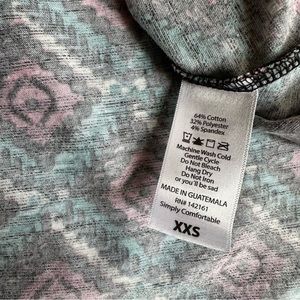 64% Cotton
32% Polyester
4% Spandex
Machine Wash Cold
Gentle Cycle
Do Not Bleach
Hang Dry
Do Not Iron
or you'll be sad
MADE IN GUATEMALA
RN# 142161
Simply Comfortable
XXS